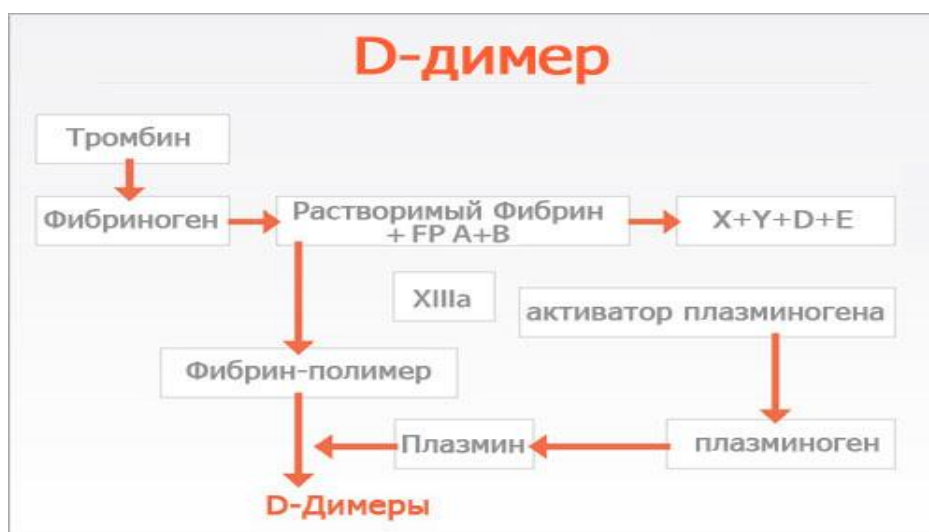 D-димер
Тромбин
Фибриноген
Растворимый Фибрин
+ FP A+B
X+Y+D+E
XIIIa
активатор плазминогена
Фибрин-полимер
Плазмин
плазминоген
D-Димеры